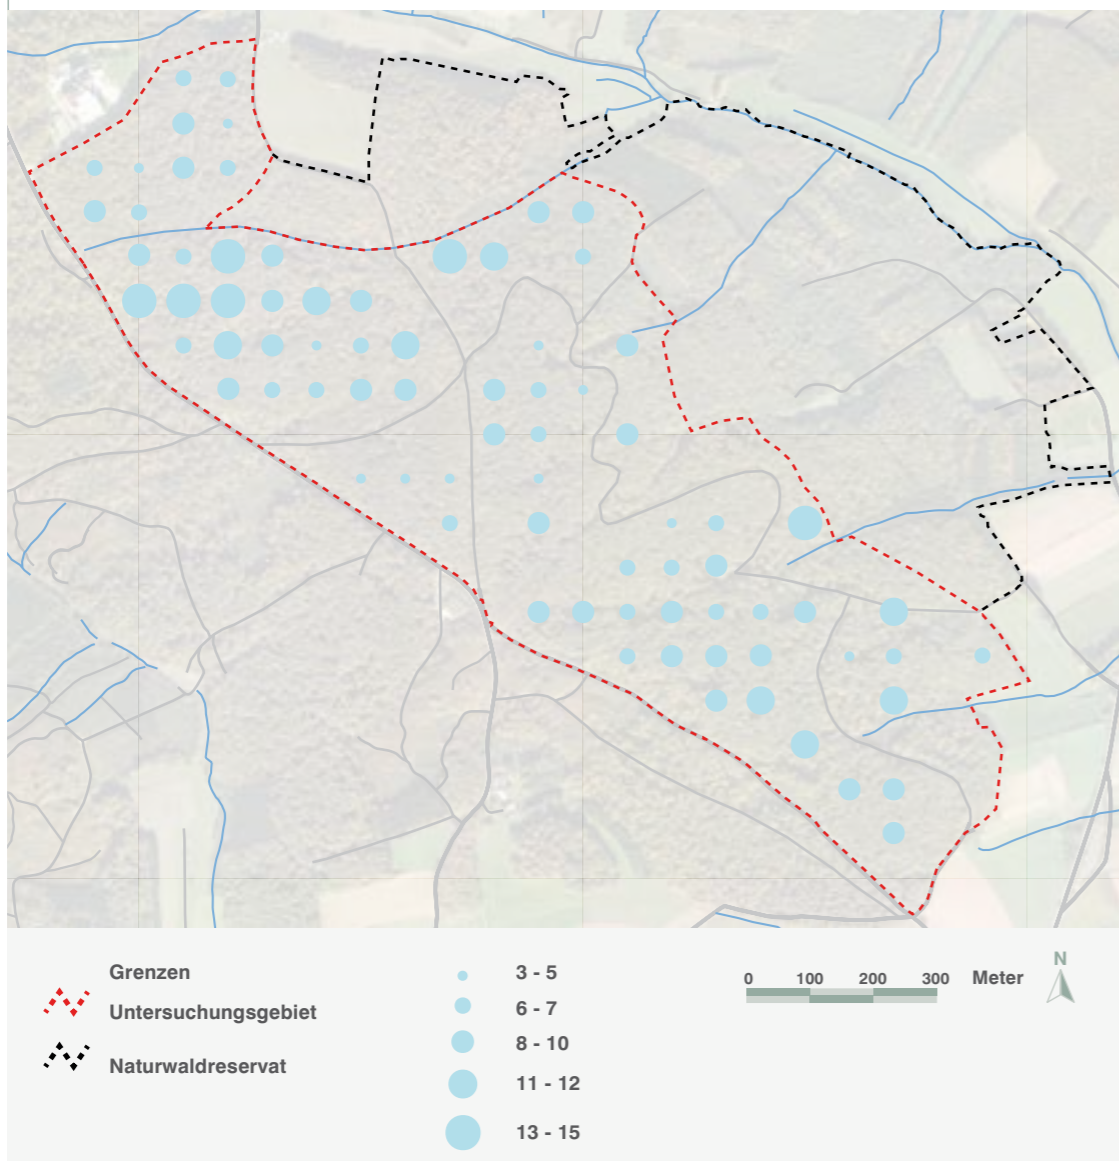 Grenzen
Untersuchungsgebiet
Naturwaldreservat
3 - 5
6 - 7
8 - 10
11 - 12
13 - 15
0 100 200 300 Meter
N